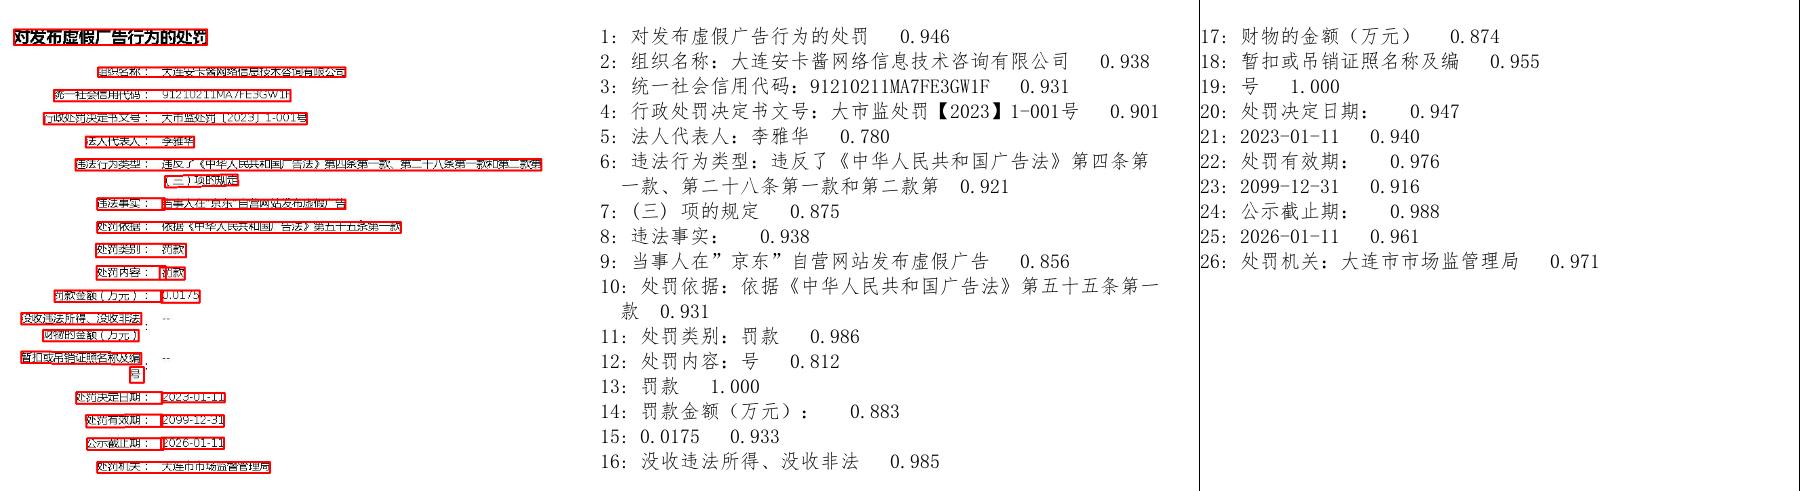 对发布虚假广告行为的处罚
组织名称： 大连安卡酱网络信息技术咨询有限公司
统一社会信用代码： 91210211MA7FE3GW1F
行政处罚决定书文号： 大市监处罚〔2023〕1-001号
法人代表人： 李雅华
违法行为类型： 违反了《中华人民共和国广告法》第四条第一款、第二十八条第一款和第二款第
（三）项的规定
违法事实： 当事人在"京东"自营网站发布虚假广告
处罚依据： 依据《中华人民共和国广告法》第五十五条第一款
处罚类别： 罚款
处罚内容： 罚款
罚款金额（万元）： 0.0175
没收违法所得、没收非法
财物的金额（万元）
： --
暂扣或吊销证照名称及编
号
： --
处罚决定日期： 2023-01-11
处罚有效期： 2099-12-31
公示截止期： 2026-01-11
处罚机关： 大连市市场监督管理局
1: 对发布虚假广告行为的处罚 0.946
2: 组织名称: 大连安卡酱网络信息技术咨询有限公司 0.938
3: 统一社会信用代码: 91210211MA7FE3GW1F 0.931
4: 行政处罚决定书文号: 大市监处罚【2023】1-001号 0.901
5: 法人代表人: 李雅华 0.780
6: 违法行为类型: 违反了《中华人民共和国广告法》第四条第
一款、第二十八条第一款和第二款第 0.921
7: (三) 项的规定 0.875
8: 违法事实: 0.938
9: 当事人在”京东”自营网站发布虚假广告 0.856
10: 处罚依据: 依据《中华人民共和国广告法》第五十五条第一
款 0.931
11: 处罚类别: 罚款 0.986
12: 处罚内容: 号 0.812
13: 罚款 1.000
14: 罚款金额（万元）: 0.883
15: 0.0175 0.933
16: 没收违法所得、没收非法 0.985
17: 财物的金额（万元） 0.874
18: 暂扣或吊销证照名称及编 0.955
19: 号 1.000
20: 处罚决定日期: 0.947
21: 2023-01-11 0.940
22: 处罚有效期: 0.976
23: 2099-12-31 0.916
24: 公示截止期: 0.988
25: 2026-01-11 0.961
26: 处罚机关: 大连市市场监管理局 0.971